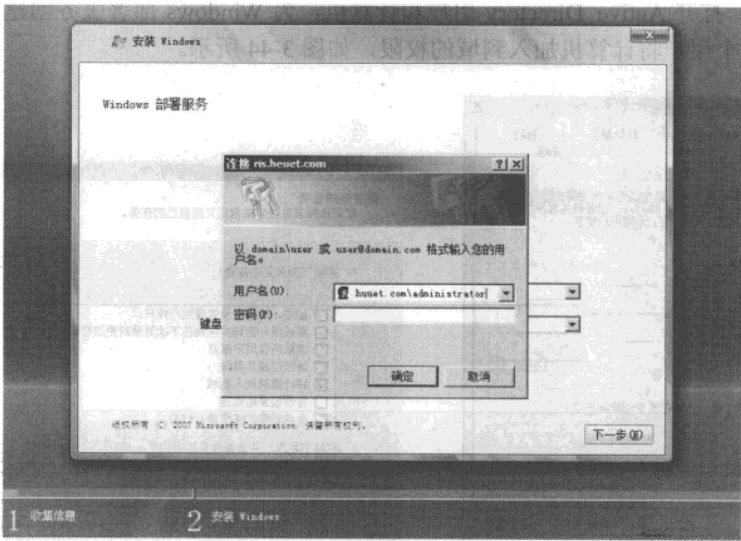 安装 Windows
Windows 部署服务
连接 ris.heuet.com
以 domain\user 或 user@domain.com 格式输入您的用
户名。
用户名(U):
huuet.com\administrator
密码(P):
键盘
确定
取消
版权所有 (C) 2007 Microsoft Corporation. 保留所有权利。
下一步(N)
1 收集信息
2 安装 Windows